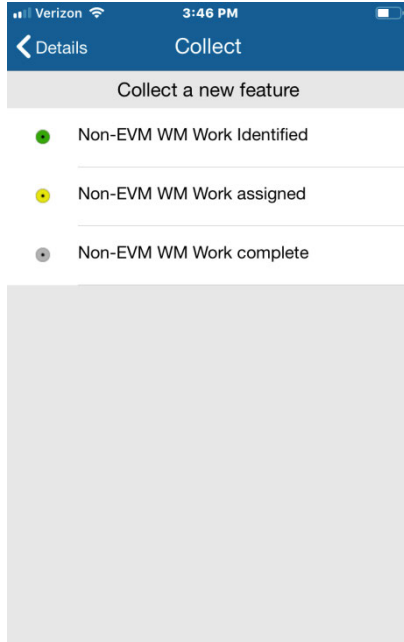 Verizon 3:46 PM
Details Collect
Collect a new feature
Non-EVM WM Work Identified
Non-EVM WM Work assigned
Non-EVM WM Work complete